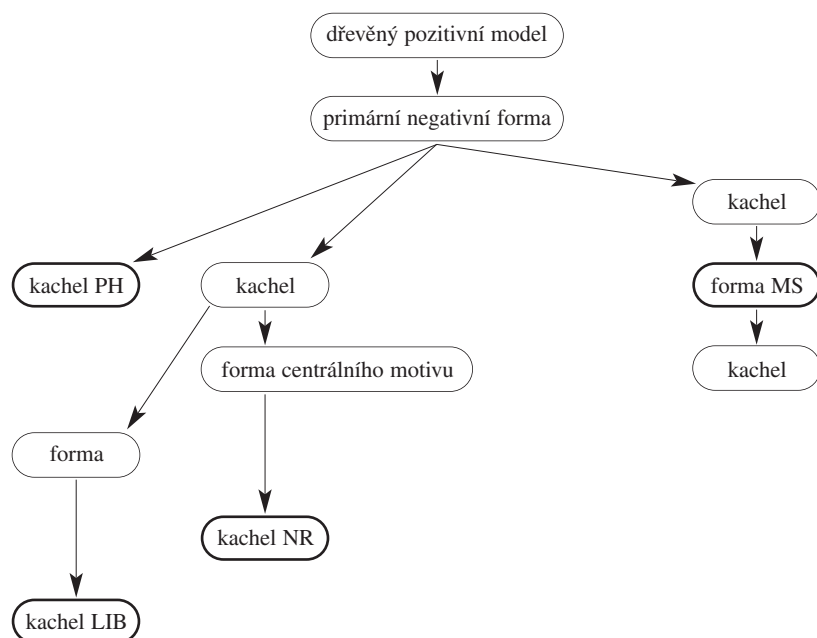 dřevěný pozitivní model
primární negativní forma
kachel
kachel PH
kachel
forma MS
forma centrálního motivu
kachel
forma
kachel NR
kachel LIB